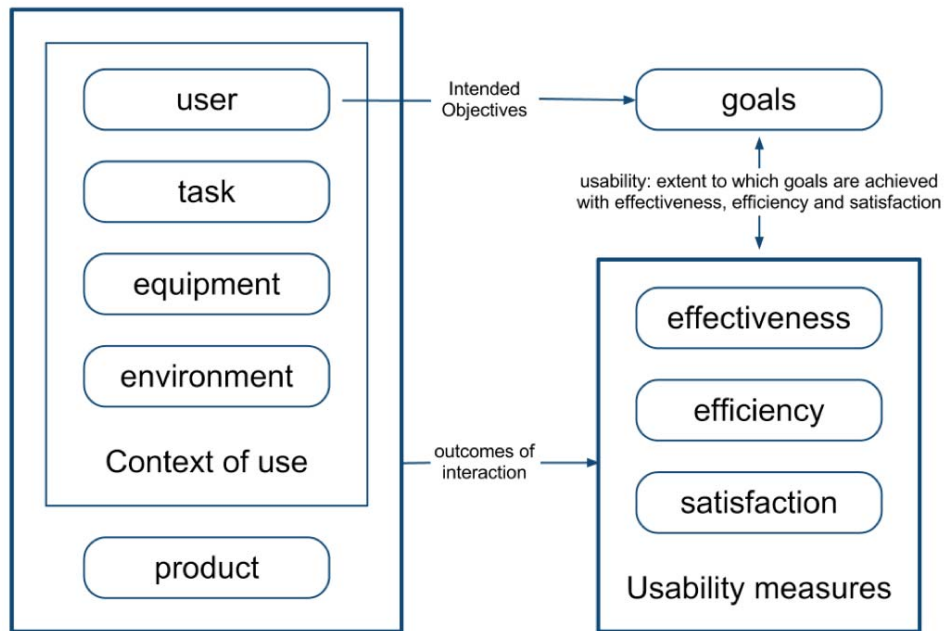 user
task
equipment
environment
Context of use
product
Intended
Objectives
goals
usability: extent to which goals are achieved
with effectiveness, efficiency and satisfaction
outcomes of
interaction
effectiveness
efficiency
satisfaction
Usability measures